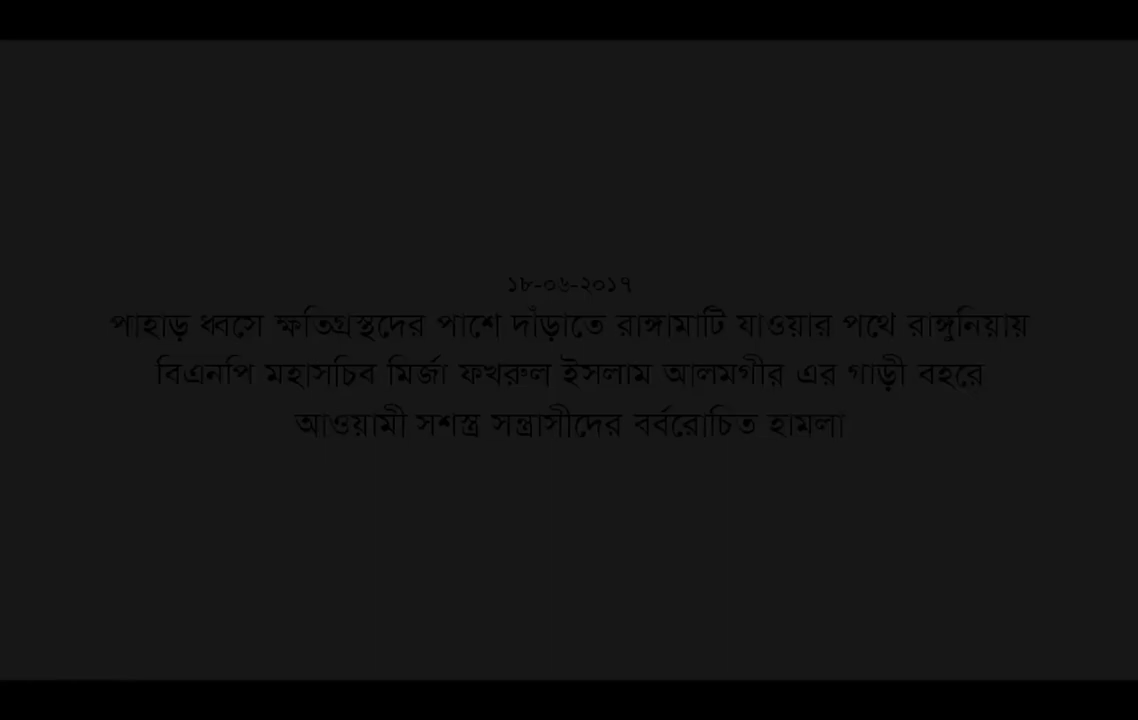 ১৮-০৬-২০১৭
পাহাড় ধ্বসে ক্ষতিগ্রস্থদের পাশে দাঁড়াতে রাঙ্গামাটি যাওয়ার পথে রাঙ্গুনিয়ায়
বিএনপি মহাসচিব মির্জা ফখরুল ইসলাম আলমগীর এর গাড়ী বহরে
আওয়ামী সশস্ত্র সন্ত্রাসীদের বর্বরোচিত হামলা